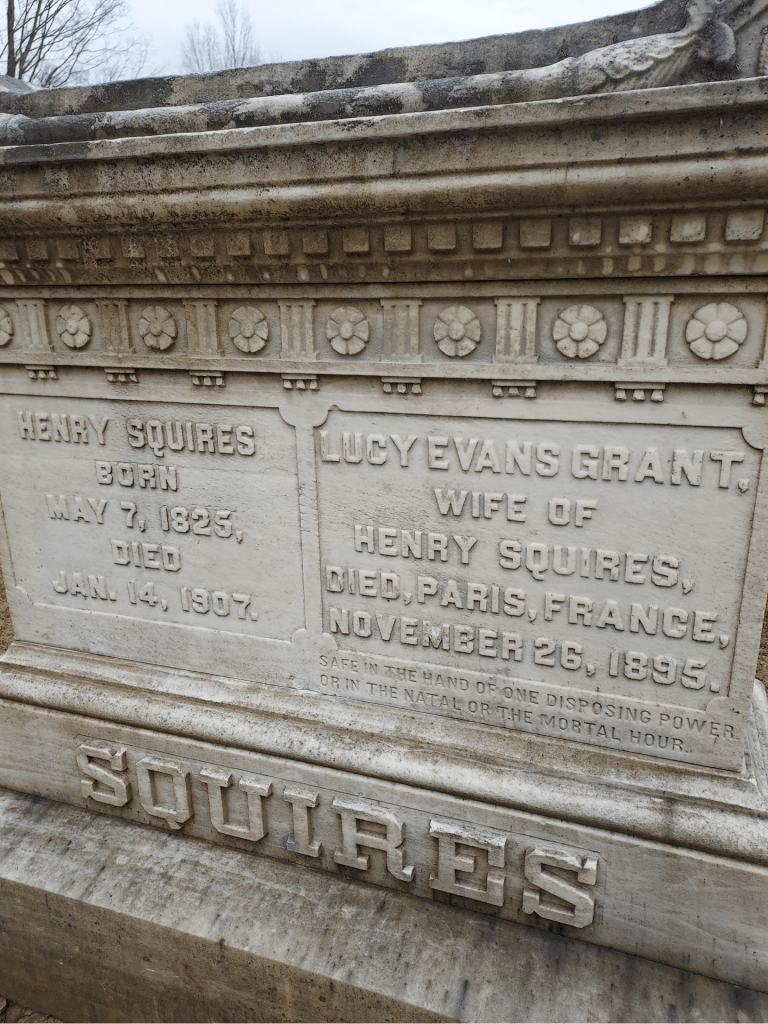 HENRY SQUIRES
BORN
MAY 7, 1825,
DIED
JAN. 14, 1907.
LUCY EVANS GRANT,
WIFE OF
HENRY SQUIRES,
DIED, PARIS, FRANCE,
NOVEMBER 26, 1895.
SAFE IN THE HAND OF ONE DISPOSING POWER
OR IN THE NATAL OR THE MORTAL HOUR.
SQUIRES